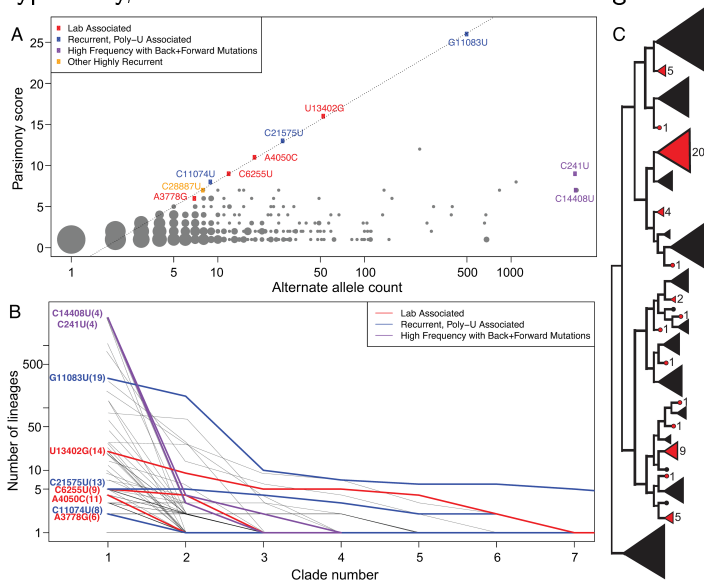 A
Lab Associated
Recurrent, Poly-U Associated
High Frequency with Back+Forward Mutations
Other Highly Recurrent
Parsimony score
25
20
15
10
5
0
G11083U
U13402G
C21575U
A4050C
C6255U
C11074U
C28887U
A3778G
C241U
C14408U
1
5
10
50
100
500
1000
Alternate allele count
B
Lab Associated
Recurrent, Poly-U Associated
High Frequency with Back+Forward Mutations
Number of lineages
500
50
10
5
1
C14408U(4)
C241U(4)
G11083U(19)
U13402G(14)
C21575U(13)
C6255U(9)
A4050C(11)
C11074U(8)
A3778G(6)
1
2
3
4
5
6
7
Clade number
C
5
1
20
4
1
2
1
1
1
1
1
9
1
5